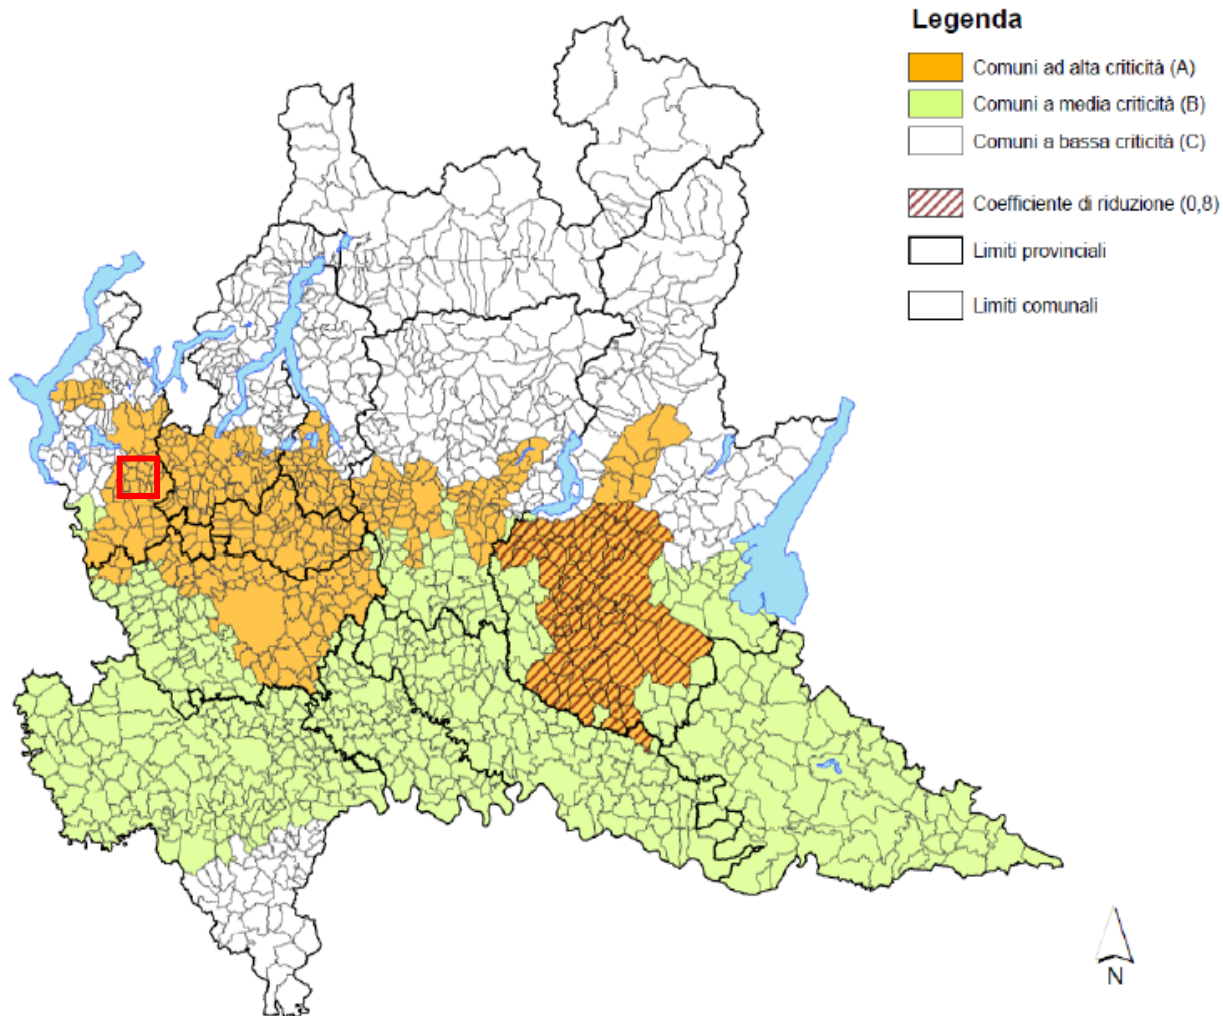 Legenda
Comuni ad alta criticità (A)
Comuni a media criticità (B)
Comuni a bassa criticità (C)
Coefficiente di riduzione (0,8)
Limiti provinciali
Limiti comunali
N